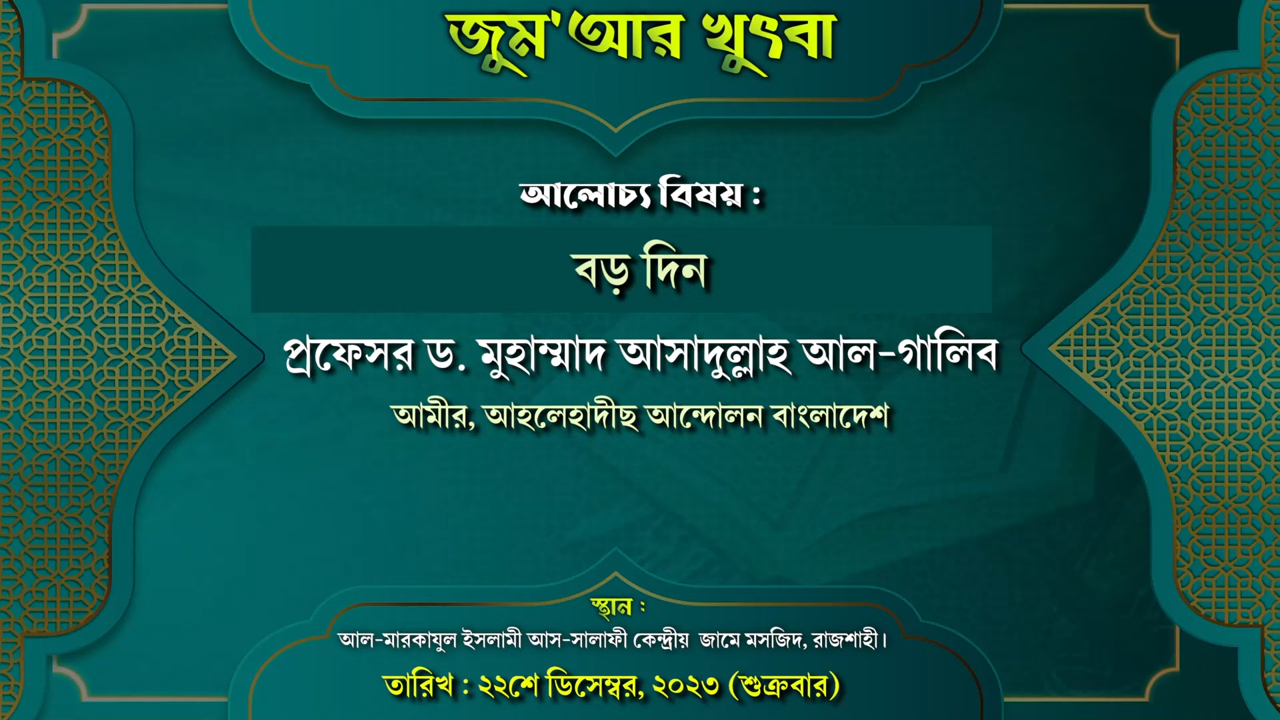 জুম'আর খুৎবা
আলোচ্য বিষয় :
বড় দিন
প্রফেসর ড. মুহাম্মাদ আসাদুল্লাহ আল-গালিব
আমীর, আহলেহাদীছ আন্দোলন বাংলাদেশ
স্থান :
আল-মারকাযুল ইসলামী আস-সালাফী কেন্দ্রীয় জামে মসজিদ, রাজশাহী।
তারিখ : ২২শে ডিসেম্বর, ২০২৩ (শুক্রবার)